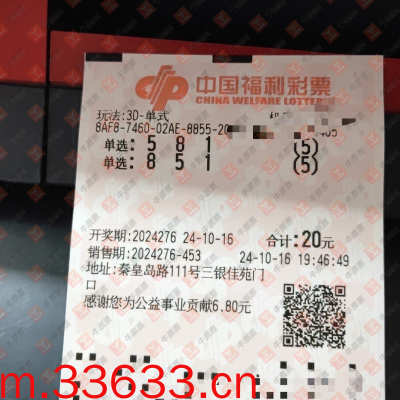 中国福利彩票
CHINA WELFARE LOTTERY
玩法:3D-单式
8AF8-7460-02AE-8855-20
单选:5 8 1 (5)
单选:8 5 1 (5)
开奖期:2024276 24-10-16 合计:20元
销售期:2024276-453 24-10-16 19:46:49
地址:秦皇岛路111号三银佳苑门
口
感谢您为公益事业贡献6.80元
m.33633.cn